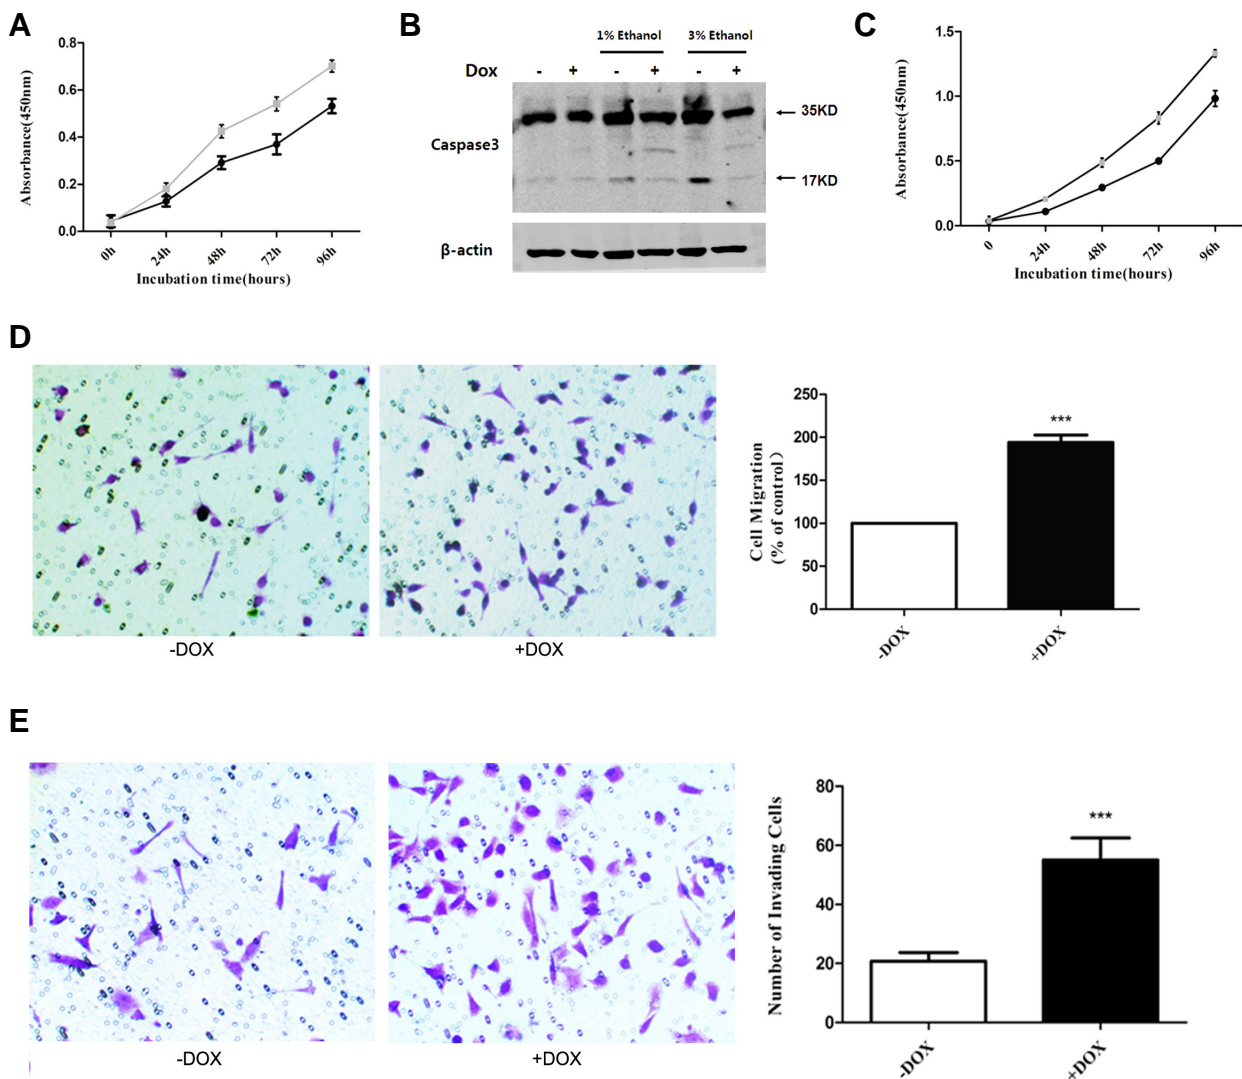 A
0.8
0.6
0.4
0.2
0.0
Absorbance(450nm)
0h
24h
48h
72h
96h
Incubation time(hours)
B
1% Ethanol
3% Ethanol
Dox
-
+
-
+
-
+
Caspase3
35KD
17KD
β-actin
C
1.5
1.0
0.5
0.0
Absorbance(450nm)
0
24h
48h
72h
96h
Incubation time(hours)
D
-DOX
+DOX
250
200
150
100
50
0
Cell Migration
(% of control)
***
-DOX
+DOX
E
-DOX
+DOX
80
60
40
20
0
Number of Invading Cells
***
-DOX
+DOX